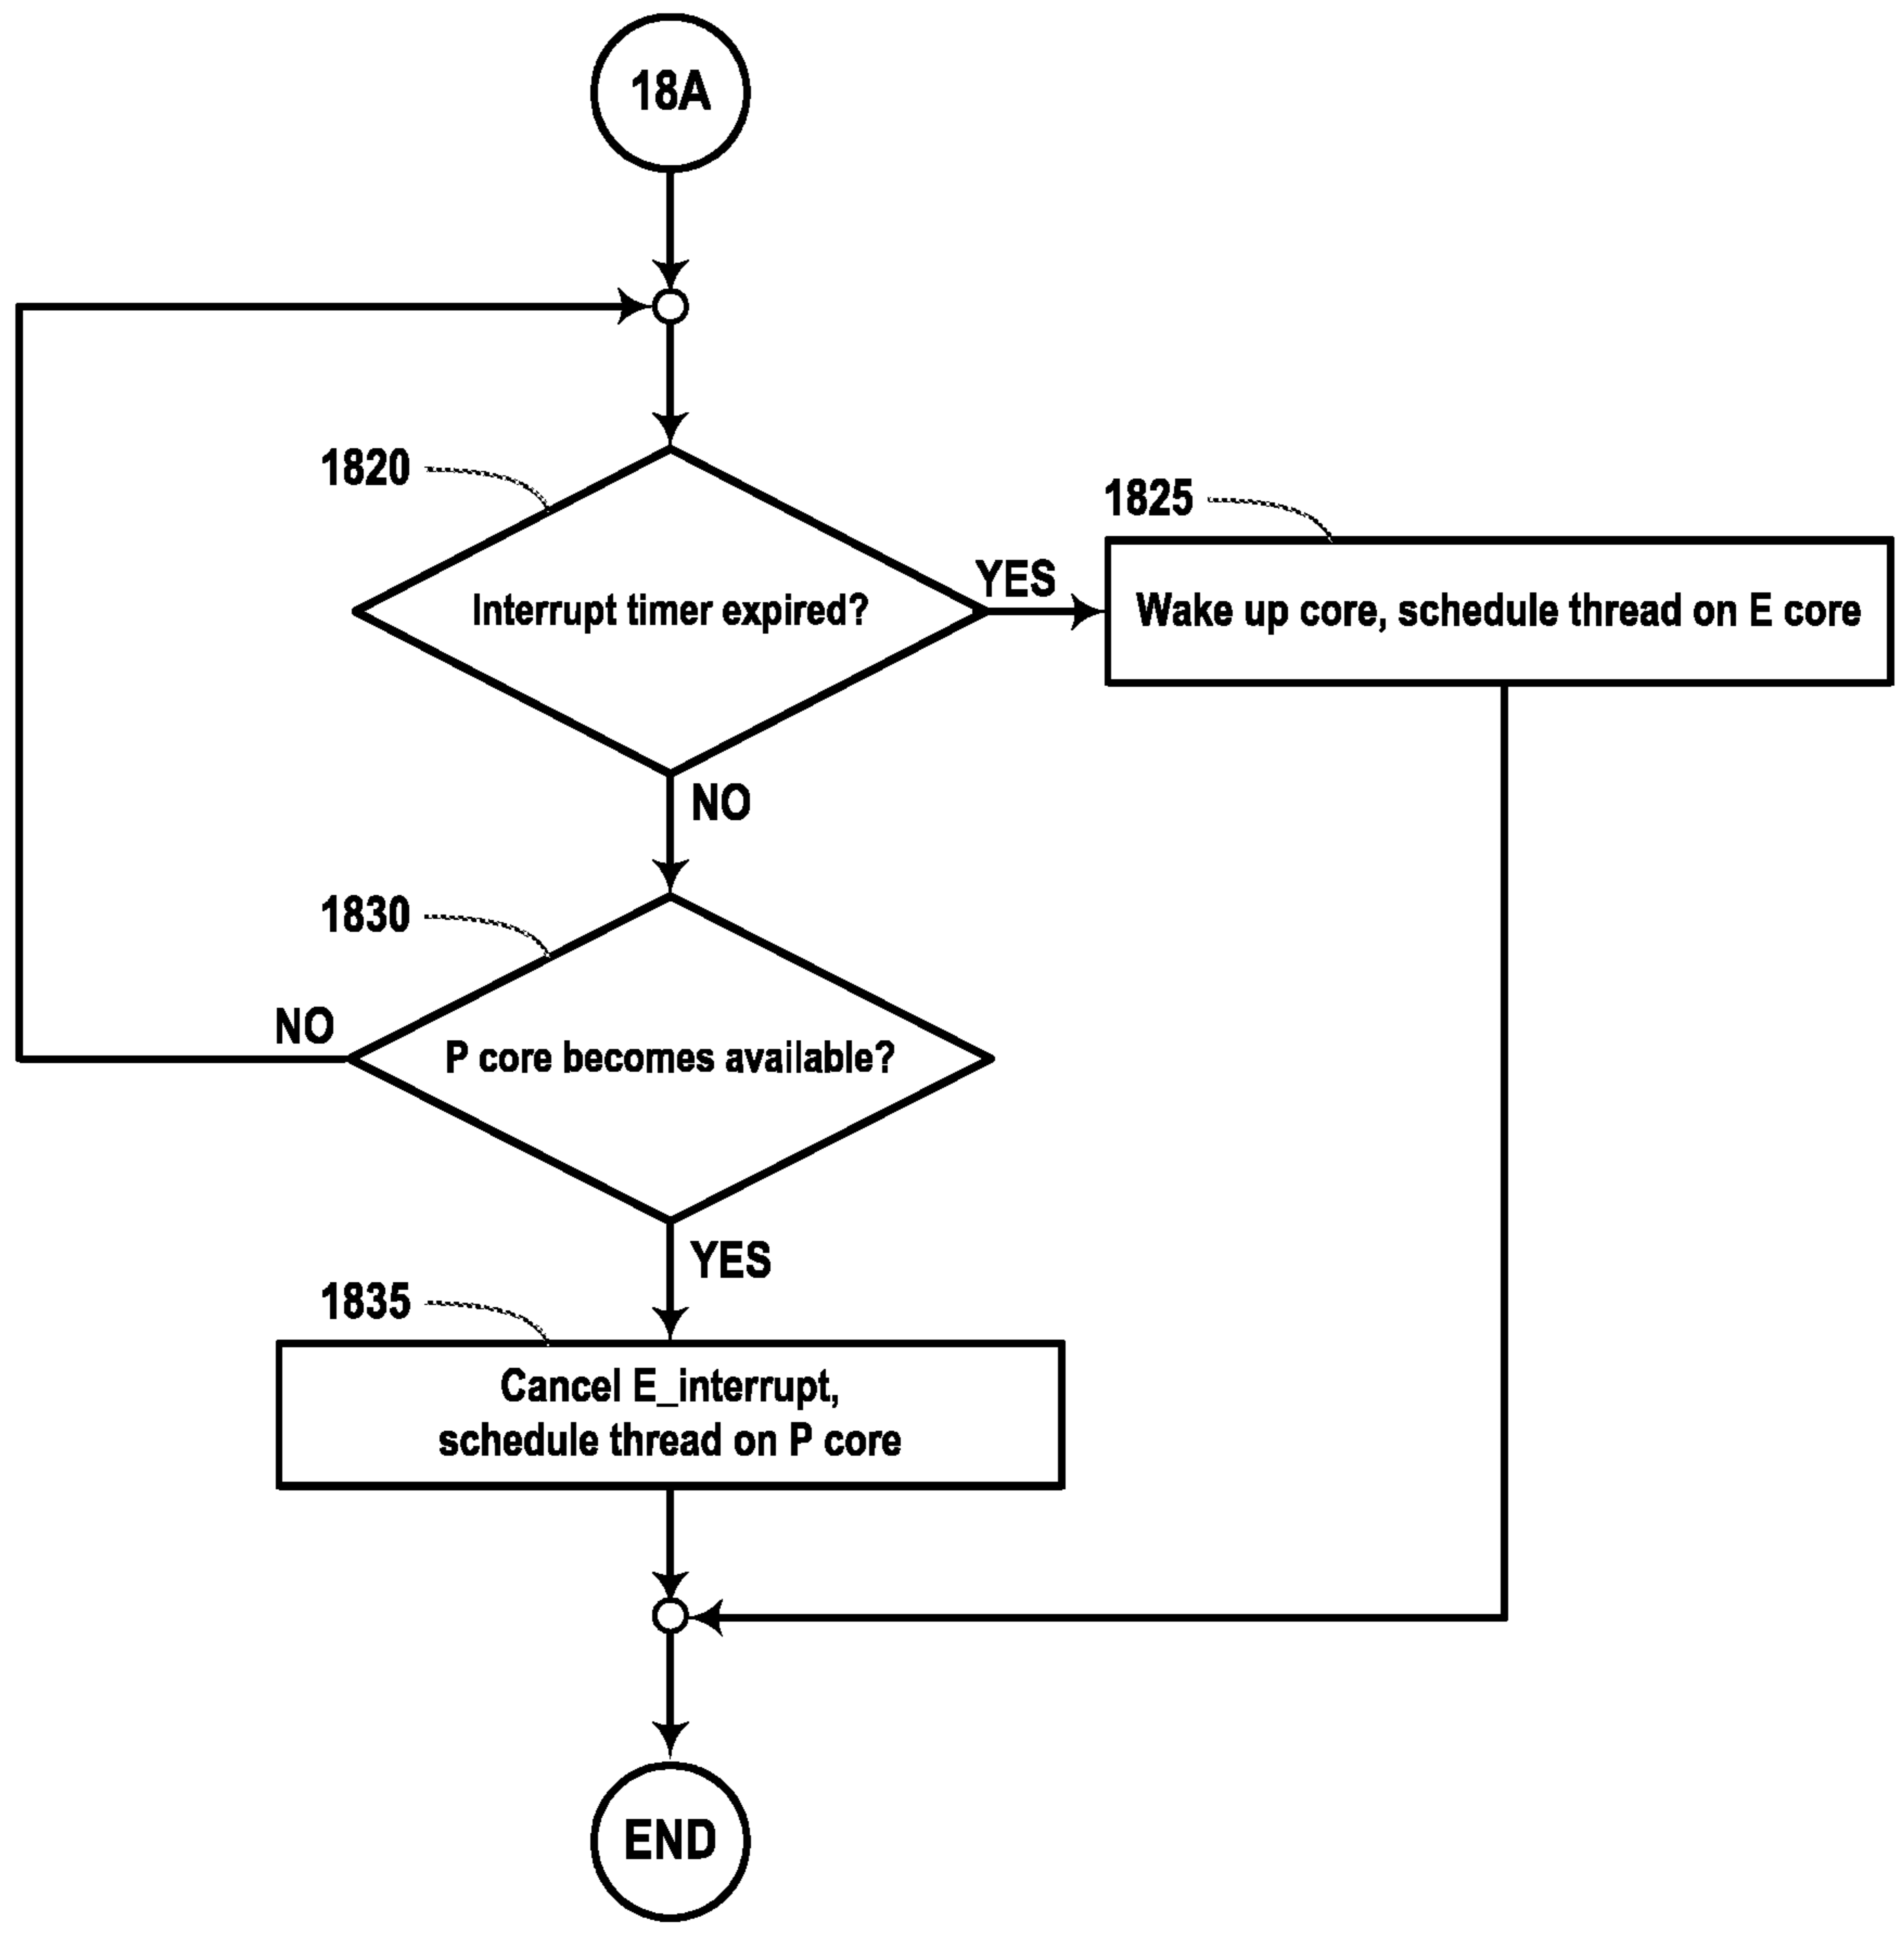 18A
1820
1825
YES
Interrupt timer expired?
Wake up core, schedule thread on E core
NO
1830
NO
P core becomes available?
YES
1835
Cancel E_interrupt,
schedule thread on P core
END